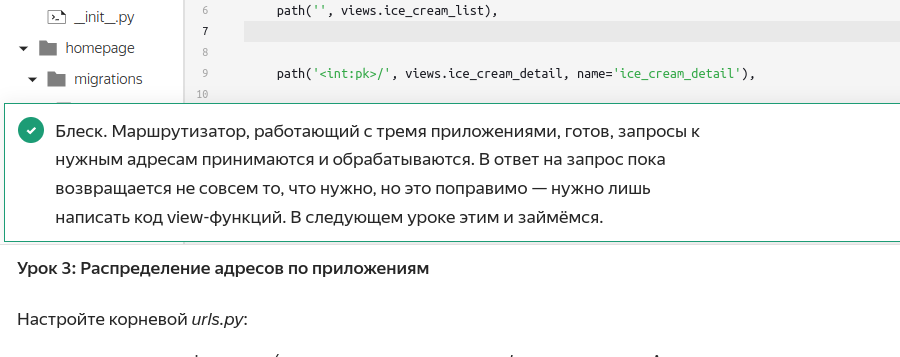 __init__.py
homepage
migrations
6 path('', views.ice_cream_list),
7
8
9 path('<int:pk>/', views.ice_cream_detail, name='ice_cream_detail'),
10
Блеск. Маршрутизатор, работающий с тремя приложениями, готов, запросы к
нужным адресам принимаются и обрабатываются. В ответ на запрос пока
возвращается не совсем то, что нужно, но это поправимо — нужно лишь
написать код view-функций. В следующем уроке этим и займёмся.
Урок 3: Распределение адресов по приложениям
Настройте корневой urls.py: